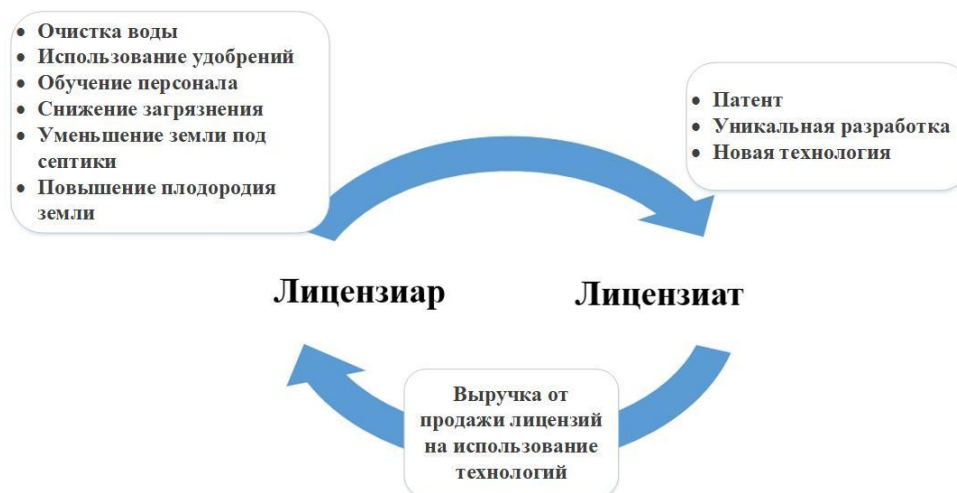 • Очистка воды
• Использование удобрений
• Обучение персонала
• Снижение загрязнения
• Уменьшение земли под
септики
• Повышение плодородия
земли
• Патент
• Уникальная разработка
• Новая технология
Лицензиар
Лицензиат
Выручка от
продажи лицензий
на использование
технологий